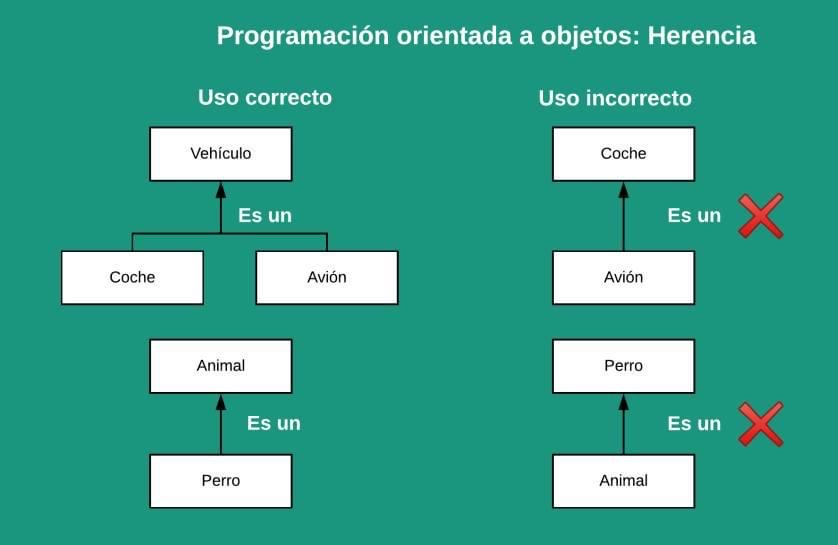 Programación orientada a objetos: Herencia
Uso correcto
Vehículo
Es un
Coche
Avión
Animal
Es un
Perro
Uso incorrecto
Coche
Es un
Avión
Perro
Es un
Animal